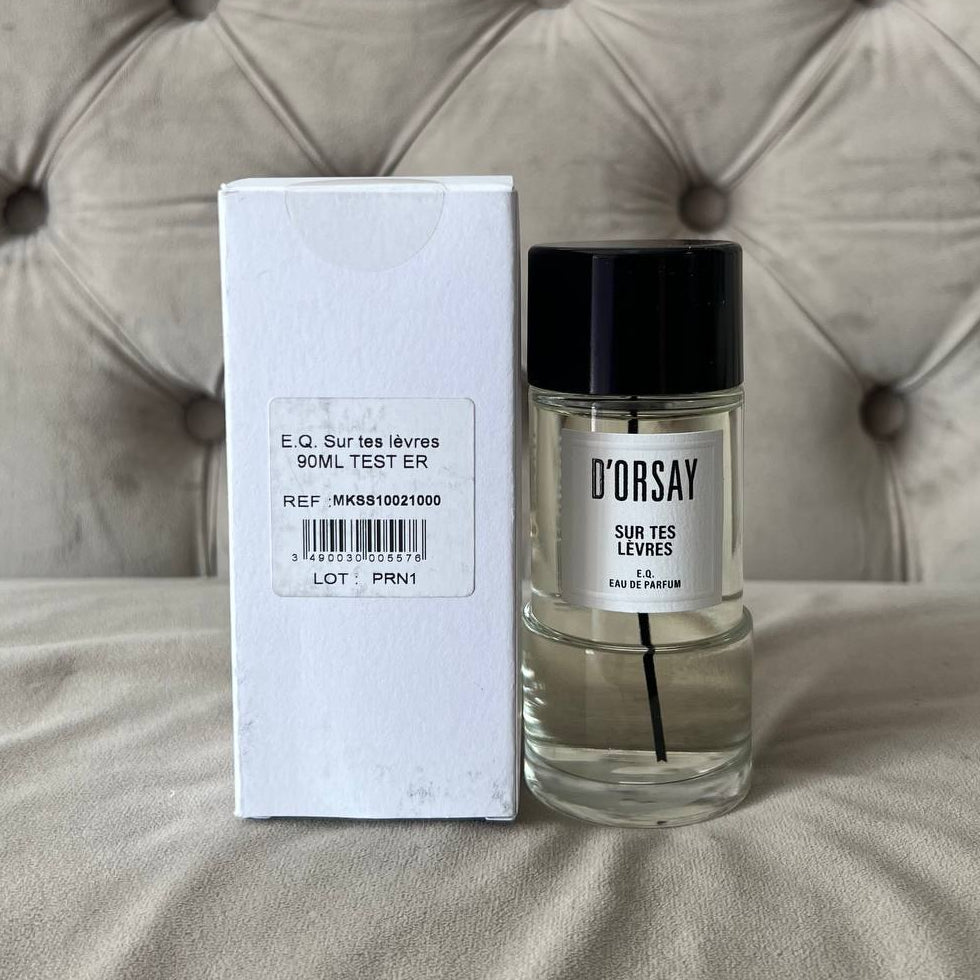 E.Q. Sur tes lèvres
90ML TEST ER
REF :MKSS10021000
3 490030 005576
LOT : PRN1
D'ORSAY
SUR TES
LÈVRES
E.Q.
EAU DE PARFUM